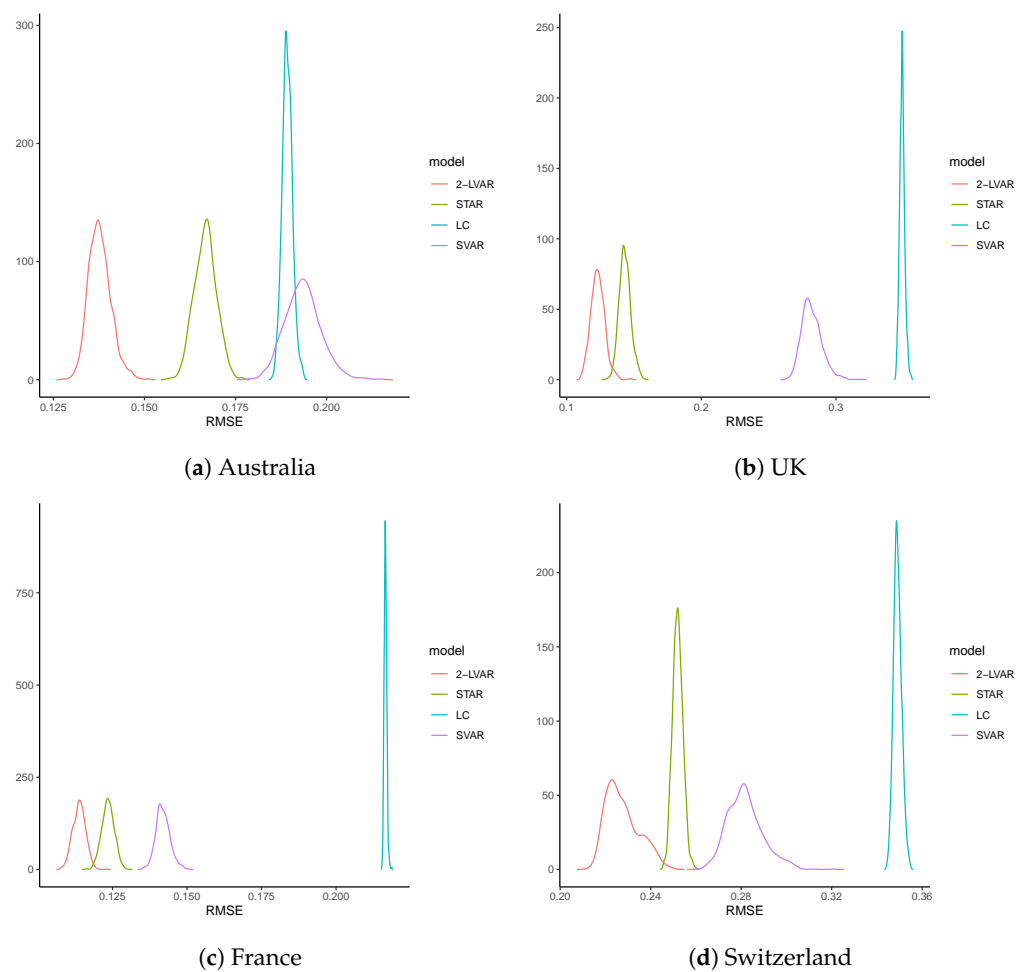 300
200
100
0
0.125 0.150 0.175 0.200
RMSE
model
2−LVAR
STAR
LC
SVAR
(a) Australia
250
200
150
100
50
0
0.1 0.2 0.3
RMSE
model
2−LVAR
STAR
LC
SVAR
(b) UK
750
500
250
0
0.125 0.150 0.175 0.200
RMSE
model
2−LVAR
STAR
LC
SVAR
(c) France
200
150
100
50
0
0.20 0.24 0.28 0.32 0.36
RMSE
model
2−LVAR
STAR
LC
SVAR
(d) Switzerland